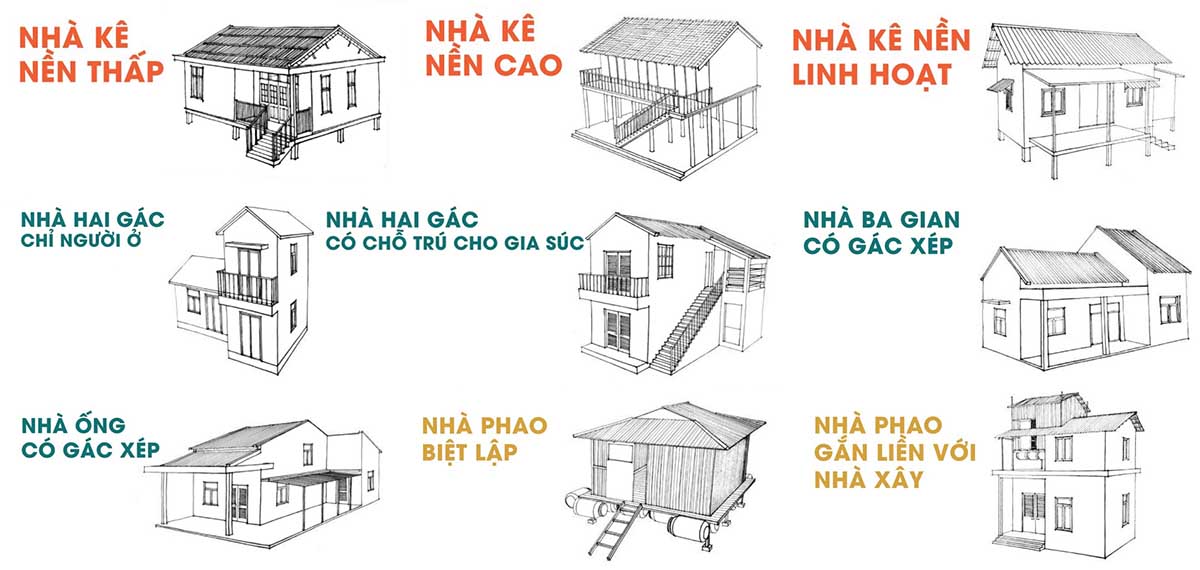 NHÀ KÊ
NỀN THẤP
NHÀ KÊ
NỀN CAO
NHÀ KÊ NỀN
LINH HOẠT
NHÀ HAI GÁC
CHỈ NGƯỜI Ở
NHÀ HAI GÁC
CÓ CHỖ TRÚ CHO GIA SÚC
NHÀ BA GIAN
CÓ GÁC XÉP
NHÀ ỐNG
CÓ GÁC XÉP
NHÀ PHAO
BIỆT LẬP
NHÀ PHAO
GẮN LIỀN VỚI
NHÀ XÂY